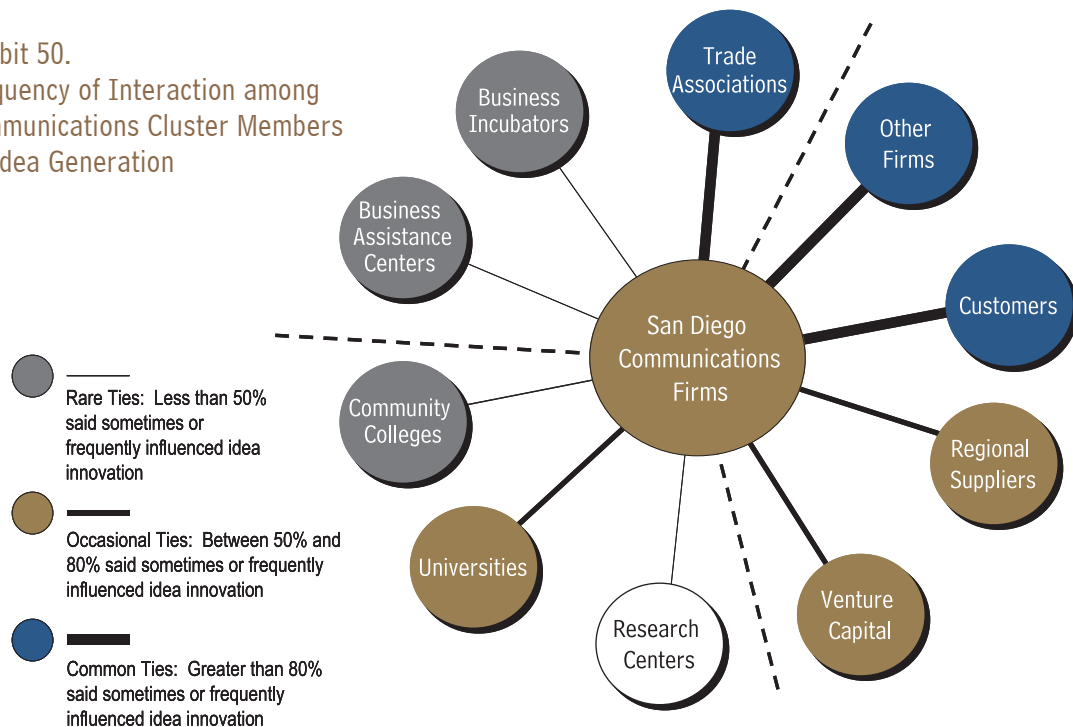 bit 50.
quency of Interaction among
mmunications Cluster Members
dea Generation
Trade
Associations
Business
Incubators
Other
Firms
Business
Assistance
Centers
Customers
San Diego
Communications
Firms
Community
Colleges
Regional
Suppliers
Universities
Venture
Capital
Research
Centers
Rare Ties: Less than 50%
said sometimes or
frequently influenced idea
innovation
Occasional Ties: Between 50% and
80% said sometimes or frequently
influenced idea innovation
Common Ties: Greater than 80%
said sometimes or frequently
influenced idea innovation